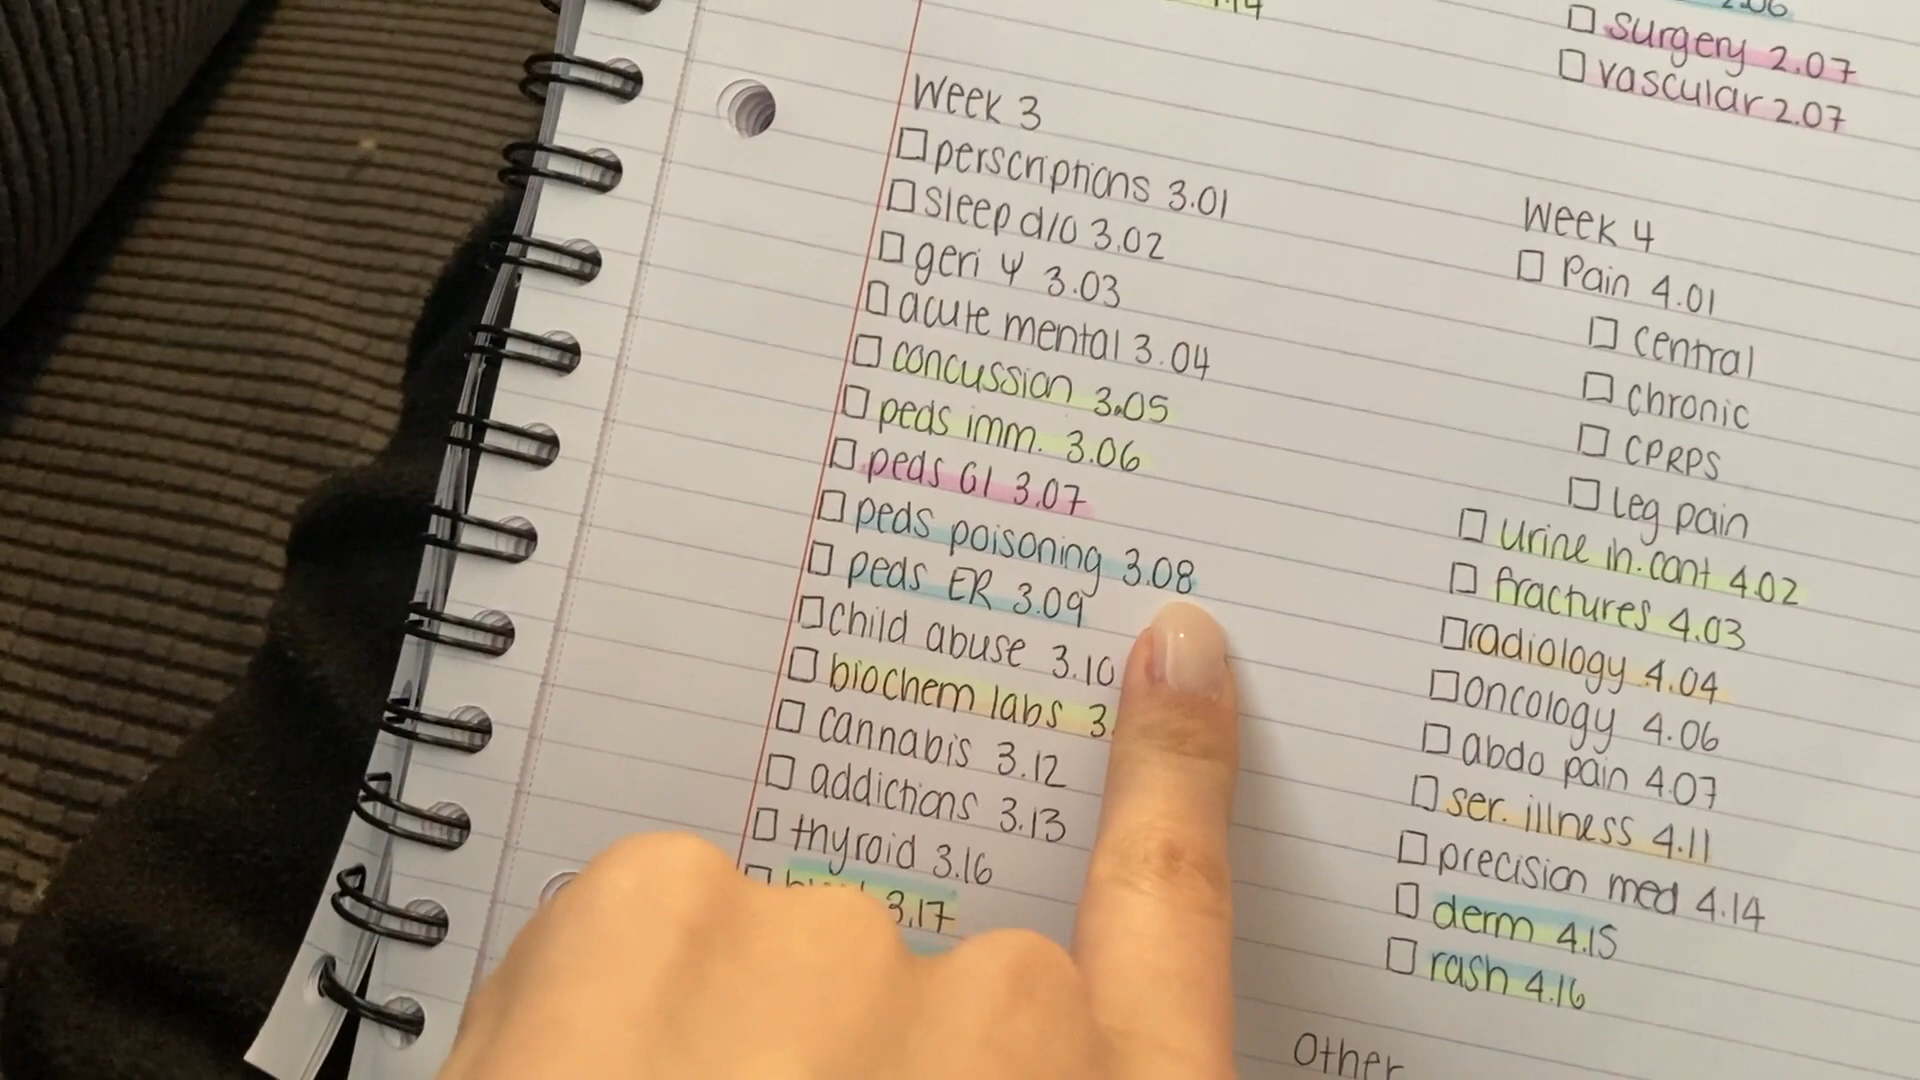 surgery 2.07
vascular 2.07
Week 3
perscriptions 3.01
sleep d/o 3.02
geri Ψ 3.03
acute mental 3.04
concussion 3.05
peds imm. 3.06
peds GI 3.07
peds poisoning 3.08
peds ER 3.09
child abuse 3.10
biochem labs 3.
cannabis 3.12
addictions 3.13
thyroid 3.16
3.17
Week 4
Pain 4.01
central
chronic
CPRPS
leg pain
urine in.cont 4.02
fractures 4.03
radiology 4.04
oncology 4.06
abdo pain 4.07
ser. illness 4.11
precision med 4.14
derm 4.15
rash 4.16
Other